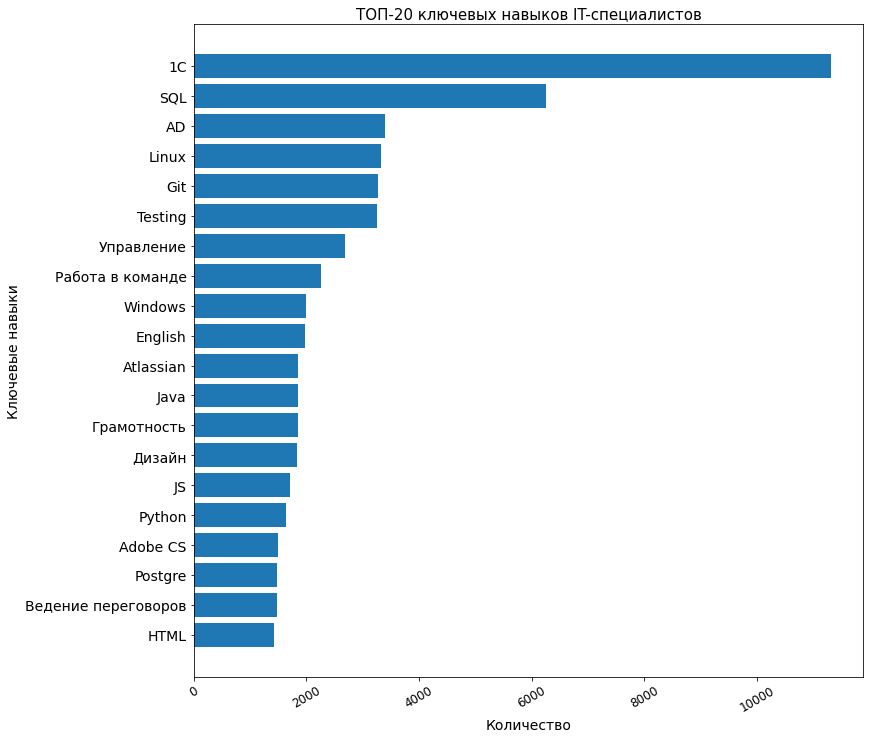 ТОП-20 ключевых навыков IT-специалистов
Ключевые навыки
1C
SQL
AD
Linux
Git
Testing
Управление
Работа в команде
Windows
English
Atlassian
Java
Грамотность
Дизайн
JS
Python
Adobe CS
Postgre
Ведение переговоров
HTML
0 2000 4000 6000 8000 10000
Количество